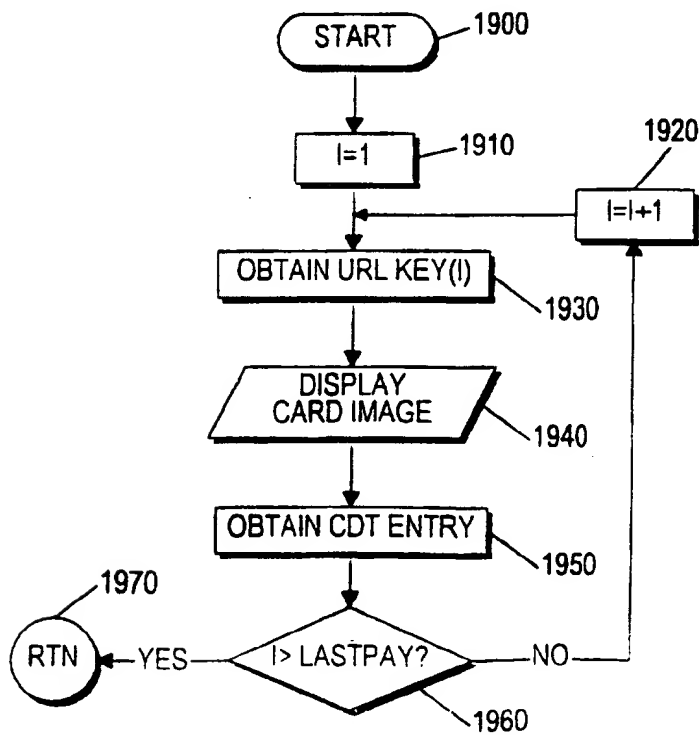 START
1900
I=1
1910
1920
I=I+1
OBTAIN URL KEY(I)
1930
DISPLAY
CARD IMAGE
1940
OBTAIN CDT ENTRY
1950
1970
RTN
YES
I> LASTPAY?
NO
1960